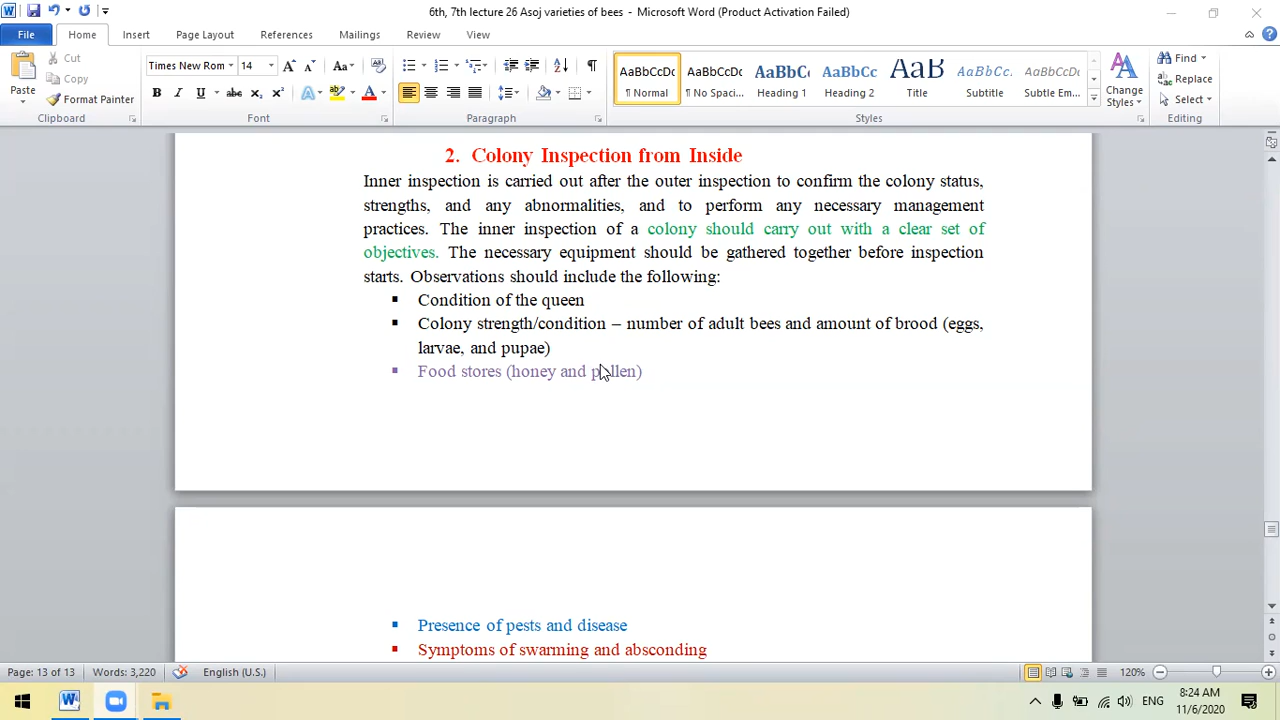 6th, 7th lecture 26 Asoj varieties of bees - Microsoft Word (Product Activation Failed)
File Home Insert Page Layout References Mailings Review View
Paste
Cut
Copy
Format Painter
Times New Rom 14
Aa
B I U abc X₂ X² A A
AaBbCcDc AaBbCcDc AaBbCc AaBbCc AaB AaBbCcDc AaBbCcDc
¶ Normal ¶ No Spaci... Heading 1 Heading 2 Title Subtitle Subtle Em...
Change
Styles
Find
Replace
Select
Clipboard Font Paragraph Styles Editing
2. Colony Inspection from Inside
Inner inspection is carried out after the outer inspection to confirm the colony status,
strengths, and any abnormalities, and to perform any necessary management
practices. The inner inspection of a colony should carry out with a clear set of
objectives. The necessary equipment should be gathered together before inspection
starts. Observations should include the following:
▪ Condition of the queen
▪ Colony strength/condition – number of adult bees and amount of brood (eggs,
larvae, and pupae)
▪ Food stores (honey and pollen)
▪ Presence of pests and disease
▪ Symptoms of swarming and absconding
Page: 13 of 13 Words: 3,220 English (U.S.) 120%
ENG
8:24 AM
11/6/2020